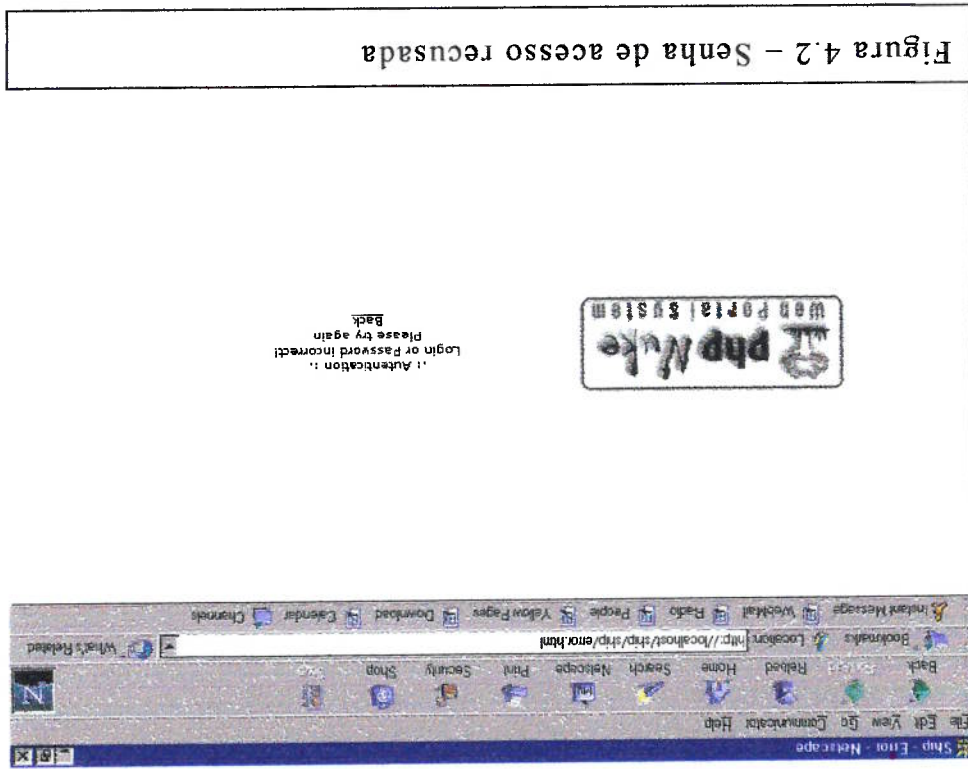 Ship - Error - Netscape
File Edit View Go Communicator Help
Back Reload Home Search Netscape Print Security Shop
Bookmarks Location: http://localhost/ship/ship/error.html What's Related
Instant Message WebMail Radio People Yellow Pages Download Calendar Channels
php Nuke
Web Portal System
.: Autentication :.
Login or Password incorrect!
Please try again
Back
Figura 4.2 – Senha de acesso recusada